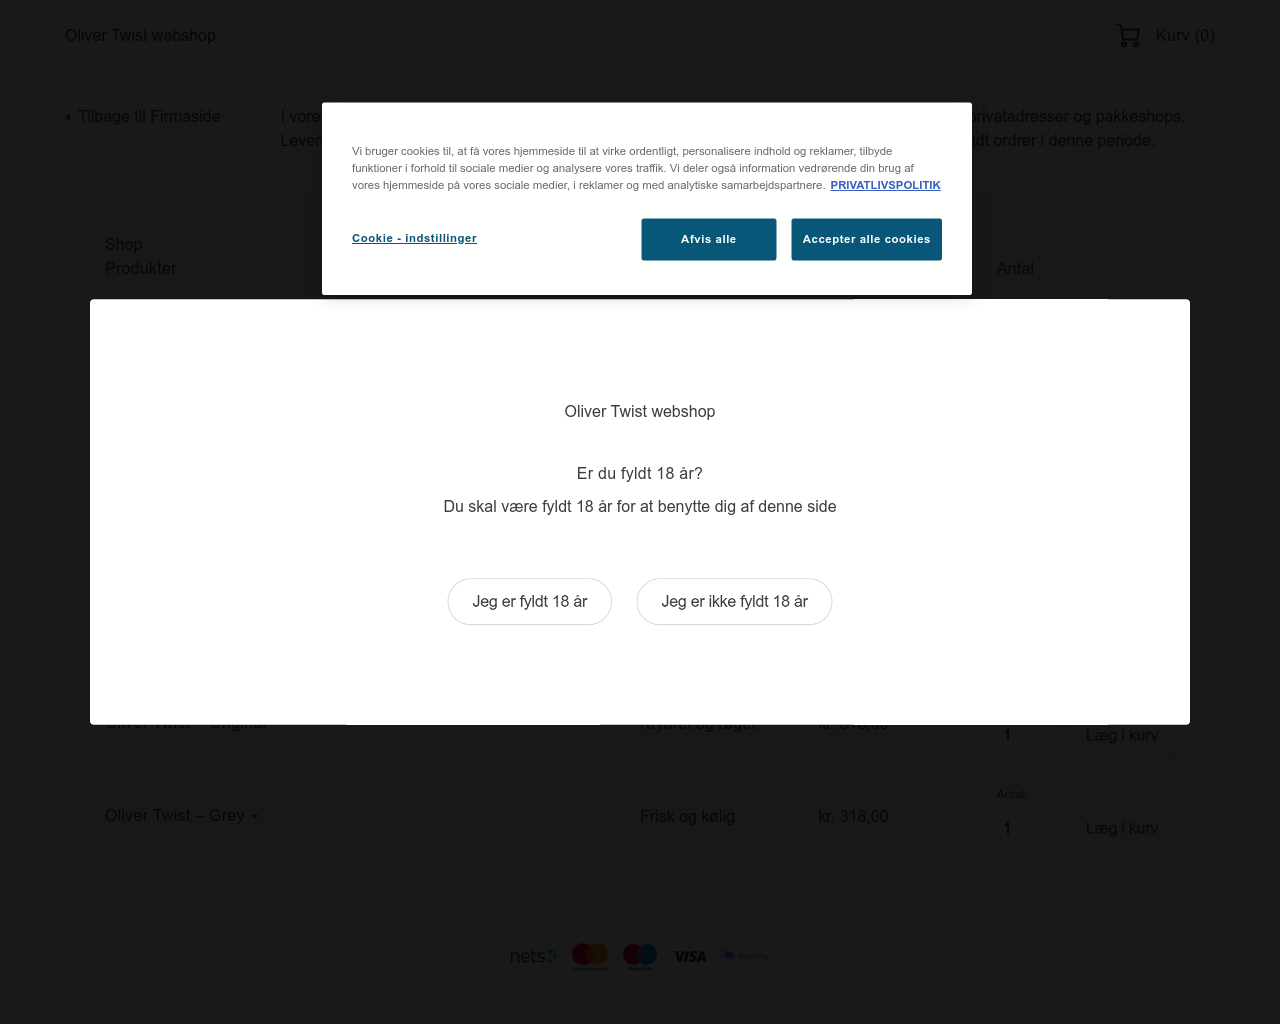 Oliver Twist webshop
Kurv (0)
Tilbage til Firmaside
I vore
privatadresser og pakkeshops.
Lever
dt ordrer i denne periode.
Vi bruger cookies til, at få vores hjemmeside til at virke ordentligt, personalisere indhold og reklamer, tilbyde
funktioner i forhold til sociale medier og analysere vores traffik. Vi deler også information vedrørende din brug af
vores hjemmeside på vores sociale medier, i reklamer og med analytiske samarbejdspartnere. PRIVATLIVSPOLITIK
Cookie - indstillinger
Afvis alle
Accepter alle cookies
Shop
Produkter
Antal
Oliver Twist webshop
Er du fyldt 18 år?
Du skal være fyldt 18 år for at benytte dig af denne side
Jeg er fyldt 18 år
Jeg er ikke fyldt 18 år
1
Læg i kurv
Antal:
Oliver Twist – Grey
Frisk og kølig
kr. 318,00
1
Læg i kurv
nets
VISA